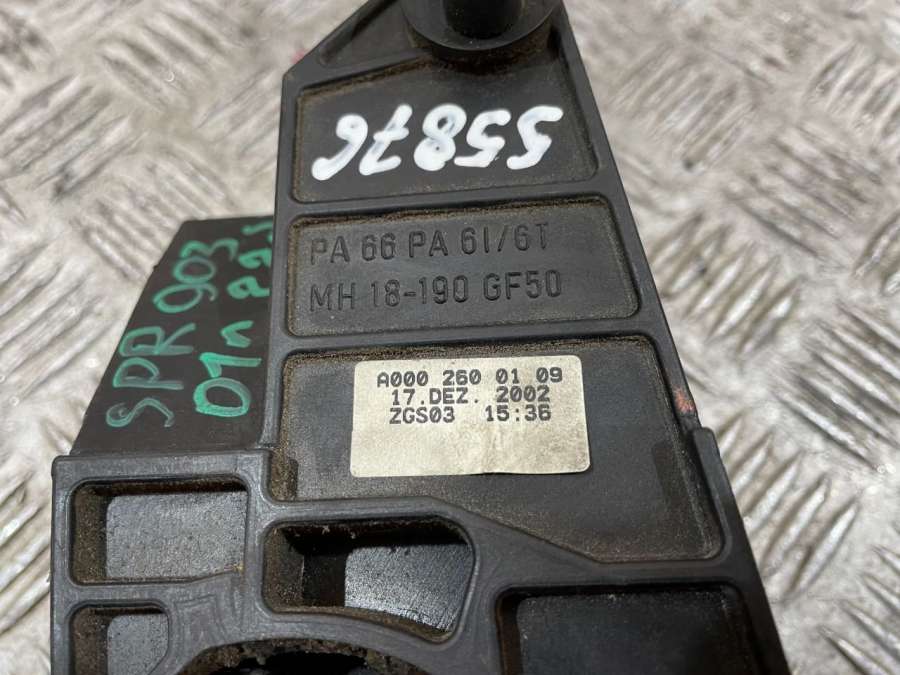 55876
PA 66 PA 6I/6T
MH 18-190 GF50
A000 260 01 09
17.DEZ. 2002
ZGS03 15:36
SPR 903
01л